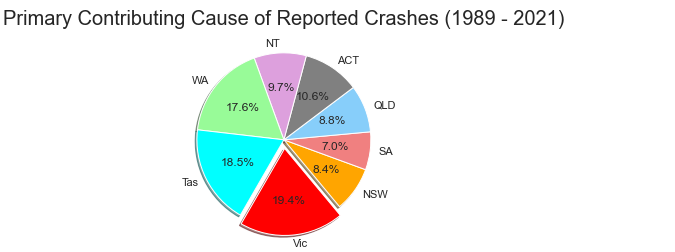 Primary Contributing Cause of Reported Crashes (1989 - 2021)
NT
ACT
WA
9.7%
10.6%
17.6%
QLD
8.8%
7.0%
SA
18.5%
8.4%
Tas
NSW
19.4%
Vic